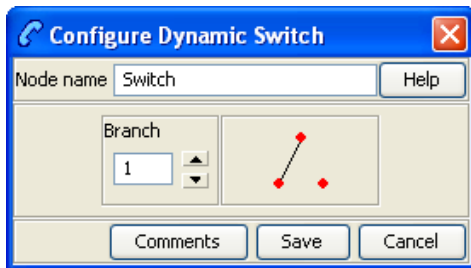 Configure Dynamic Switch
Node name Switch Help
Branch
1
Comments Save Cancel